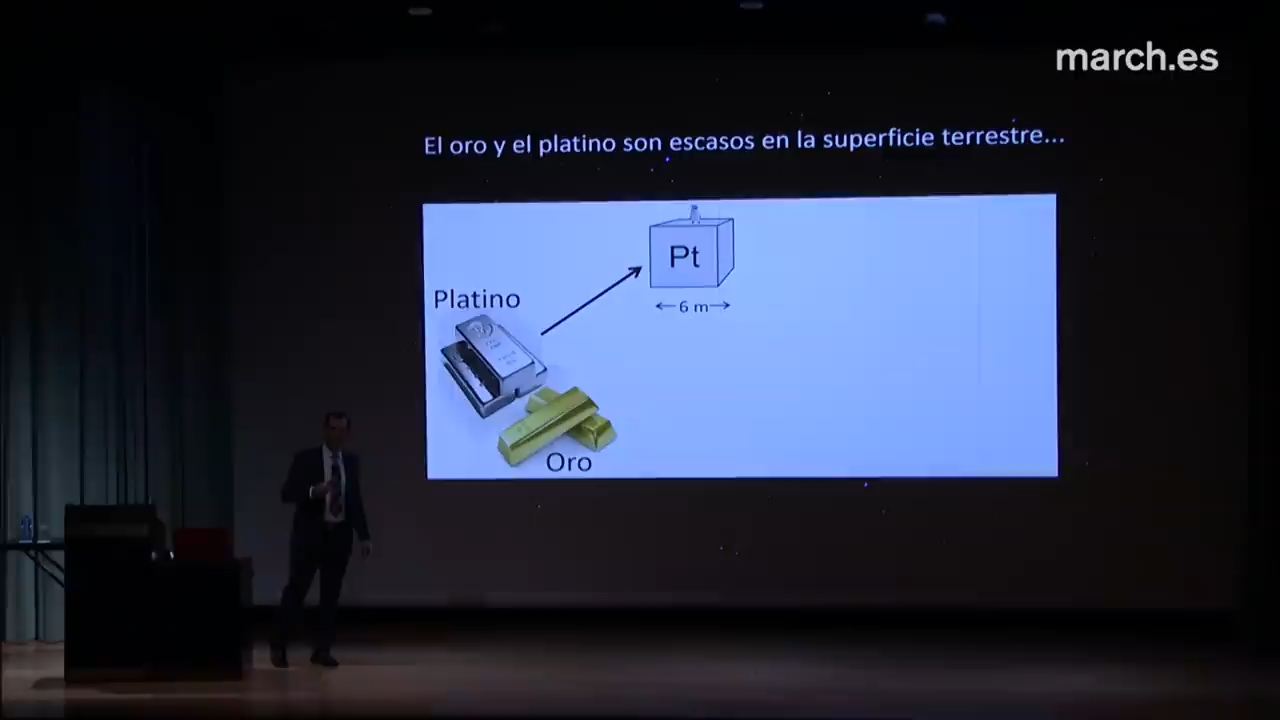 march.es
El oro y el platino son escasos en la superficie terrestre...
Pt
6 m
Platino
Oro